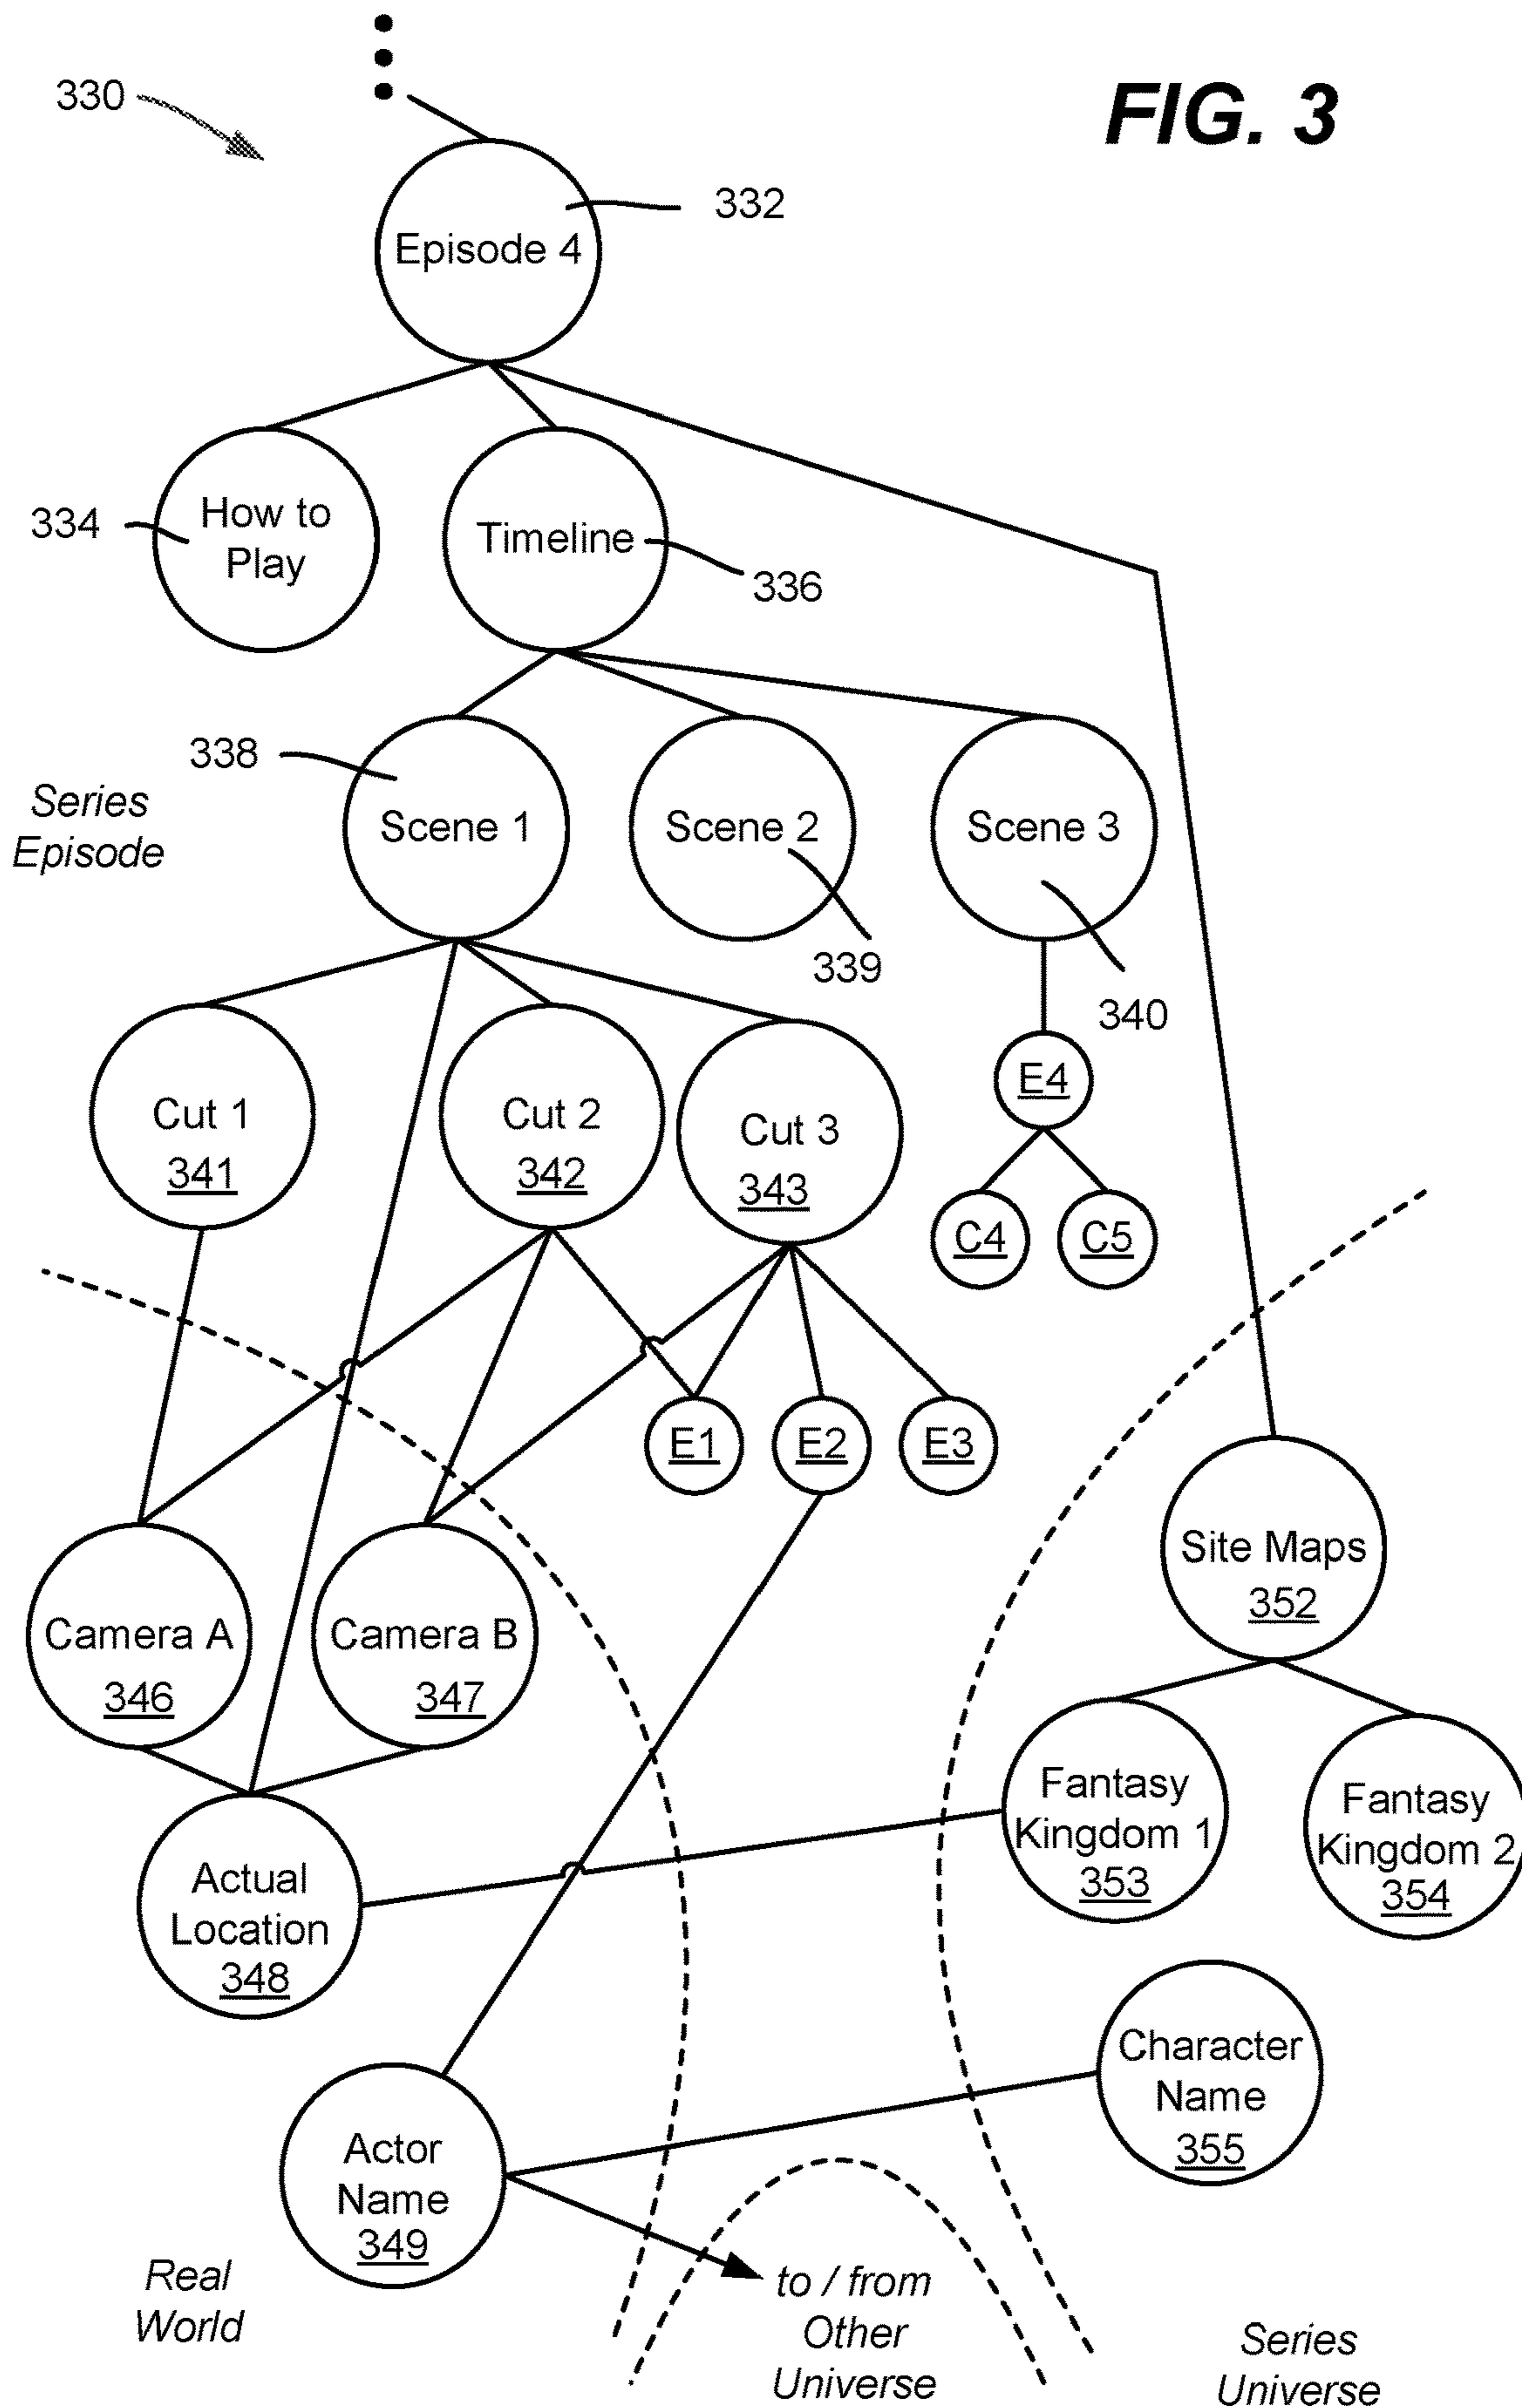 330
FIG. 3
332
Episode 4
334
How to
Play
Timeline
336
338
Series
Episode
Scene 1
Scene 2
Scene 3
339
340
Cut 1
341
Cut 2
342
Cut 3
343
E4
C4
C5
E1
E2
E3
Camera A
346
Camera B
347
Site Maps
352
Actual
Location
348
Fantasy
Kingdom 1
353
Fantasy
Kingdom 2
354
Character
Name
355
Actor
Name
349
Real
World
to / from
Other
Universe
Series
Universe